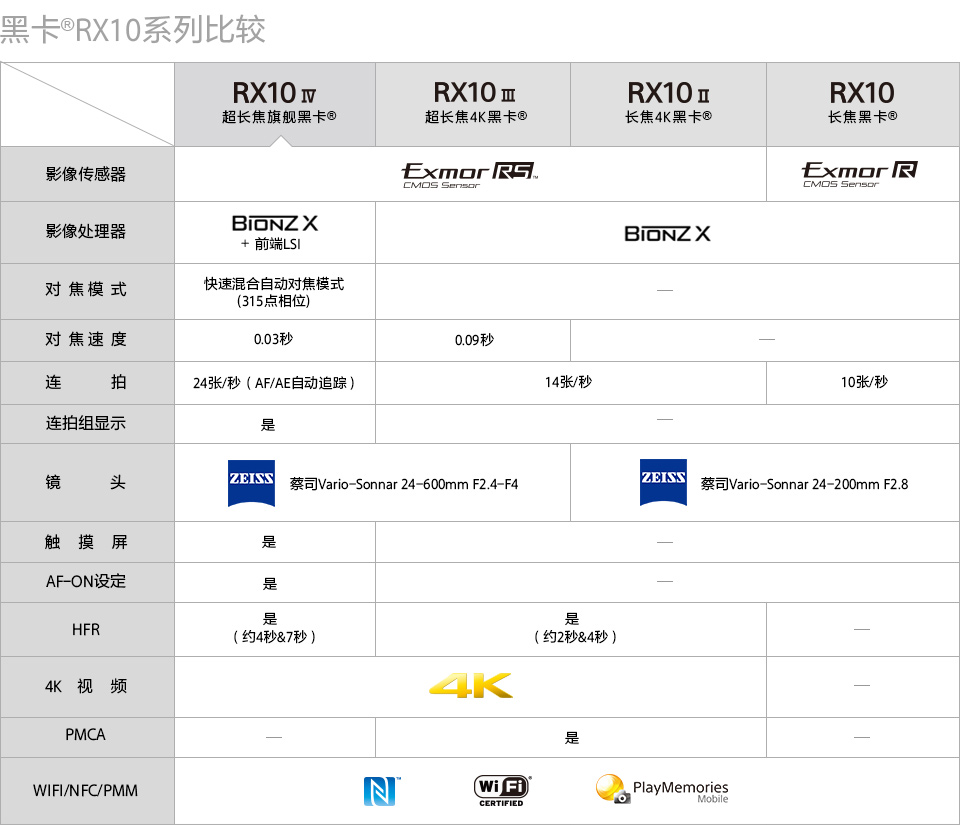 黑卡®RX10系列比较
RX10 IV
超长焦旗舰黑卡®
RX10 III
超长焦4K黑卡®
RX10 II
长焦4K黑卡®
RX10
长焦黑卡®
影像传感器
Exmor RS™
CMOS Sensor
Exmor R
CMOS Sensor
影像处理器
BIONZ X
+ 前端LSI
BIONZ X
对焦模式
快速混合自动对焦模式
(315点相位)
—
对焦速度
0.03秒
0.09秒
—
连 拍
24张/秒（AF/AE自动追踪）
14张/秒
10张/秒
连拍组显示
是
—
镜 头
ZEISS
蔡司Vario-Sonnar 24-600mm F2.4-F4
ZEISS
蔡司Vario-Sonnar 24-200mm F2.8
触 摸 屏
是
—
AF-ON设定
是
—
HFR
是
（约4秒&7秒）
是
（约2秒&4秒）
—
4K 视 频
4K
—
PMCA
—
是
—
WIFI/NFC/PMM
N™
Wi Fi®
CERTIFIED
PlayMemories
Mobile